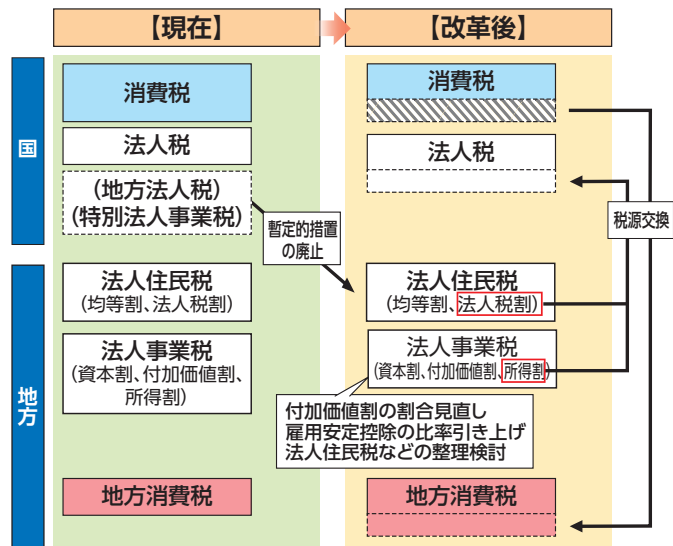 【現在】
【改革後】
国
消費税
法人税
(地方法人税)
(特別法人事業税)
消費税
法人税
暫定的措置
の廃止
税源交換
地方
法人住民税
(均等割、法人税割)
法人事業税
(資本割、付加価値割、
所得割)
地方消費税
法人住民税
(均等割、法人税割)
法人事業税
(資本割、付加価値割、所得割)
付加価値割の割合見直し
雇用安定控除の比率引き上げ
法人住民税などの整理検討
地方消費税